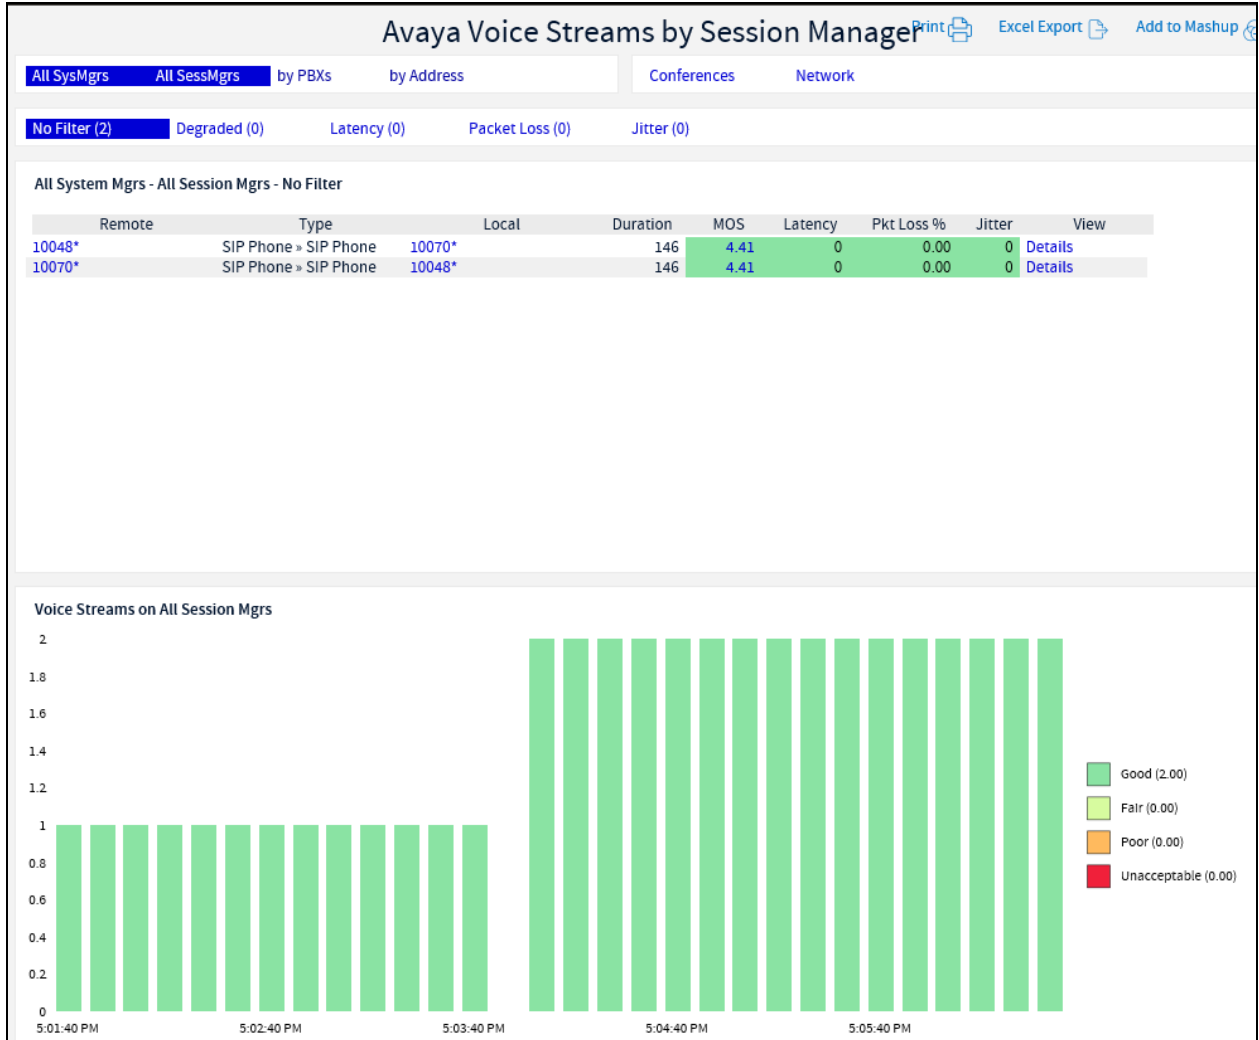 Avaya Voice Streams by Session Manager Print Excel Export Add to Mashup
All SysMgrs All SessMgrs by PBXs by Address Conferences Network
No Filter (2) Degraded (0) Latency (0) Packet Loss (0) Jitter (0)
All System Mgrs - All Session Mgrs - No Filter
Remote Type Local Duration MOS Latency Pkt Loss % Jitter View
10048* SIP Phone » SIP Phone 10070* 146 4.41 0 0.00 0 Details
10070* SIP Phone » SIP Phone 10048* 146 4.41 0 0.00 0 Details
Voice Streams on All Session Mgrs
2
1.8
1.6
1.4
1.2
1
0.8
0.6
0.4
0.2
0
5:01:40 PM 5:02:40 PM 5:03:40 PM 5:04:40 PM 5:05:40 PM
Good (2.00)
Fair (0.00)
Poor (0.00)
Unacceptable (0.00)